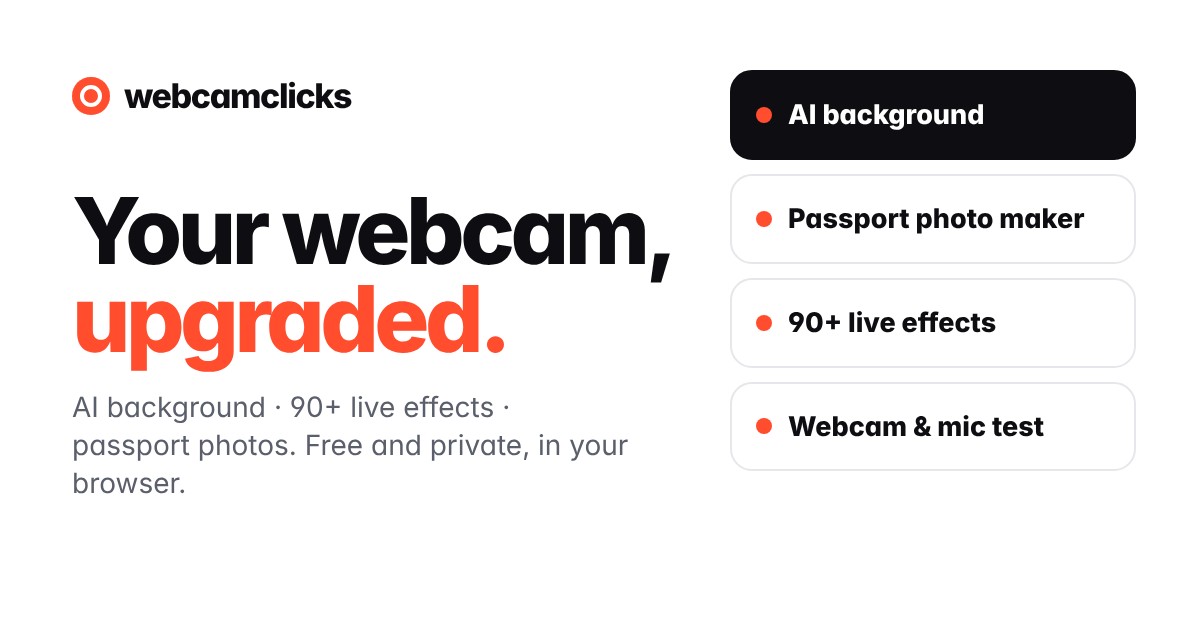 webcamclicks
Your webcam,
upgraded.
AI background · 90+ live effects ·
passport photos. Free and private, in your
browser.
AI background
Passport photo maker
90+ live effects
Webcam & mic test